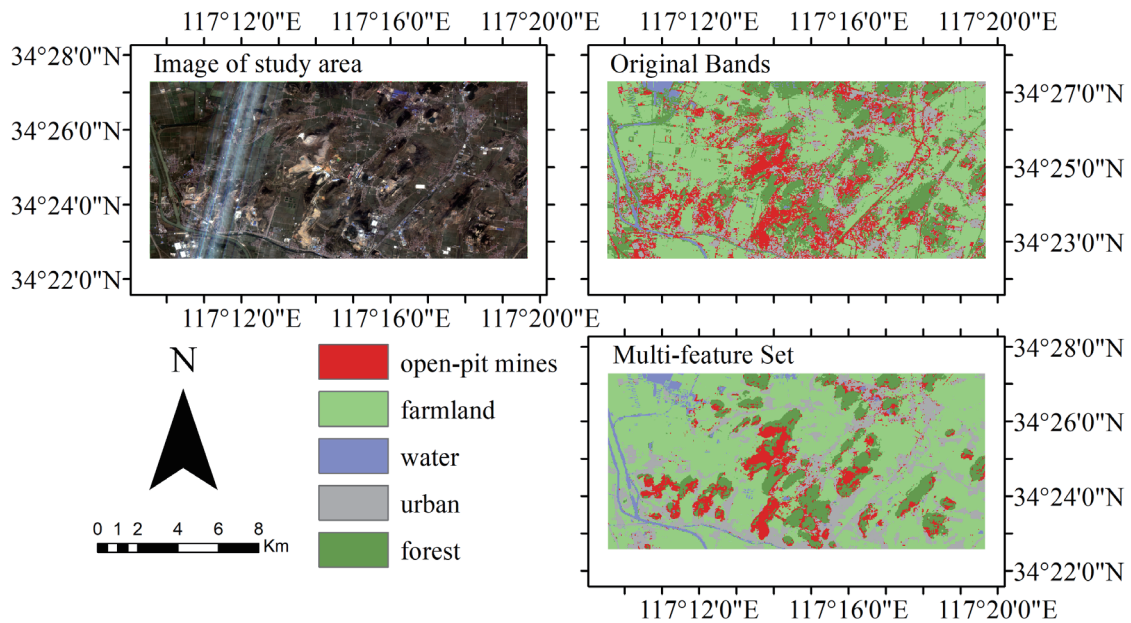 117°12'0"E 117°16'0"E 117°12'0"E 117°16'0"E 117°20'0"E
34°28'0"N
34°26'0"N
34°24'0"N
34°22'0"N
Image of study area
117°12'0"E 117°16'0"E 117°20'0"E
Original Bands
34°27'0"N
34°25'0"N
34°23'0"N
N
0 1 2 4 6 8
Km
open-pit mines
farmland
water
urban
forest
Multi-feature Set
34°28'0"N
34°26'0"N
34°24'0"N
34°22'0"N
117°12'0"E 117°16'0"E 117°20'0"E